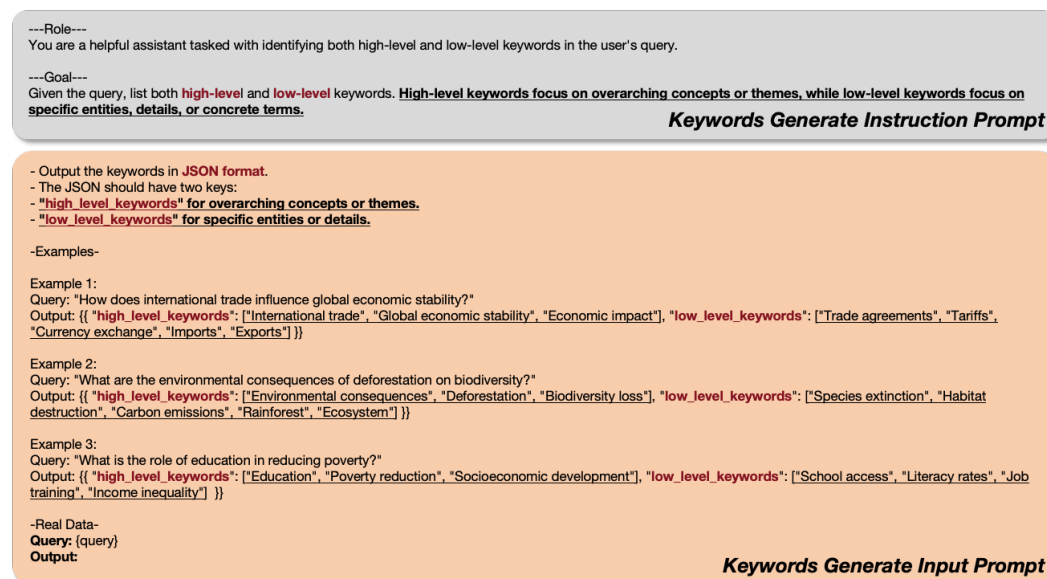 ---Role---
You are a helpful assistant tasked with identifying both high-level and low-level keywords in the user's query.
---Goal---
Given the query, list both high-level and low-level keywords. High-level keywords focus on overarching concepts or themes, while low-level keywords focus on
specific entities, details, or concrete terms.
Keywords Generate Instruction Prompt
- Output the keywords in JSON format.
- The JSON should have two keys:
- "high_level_keywords" for overarching concepts or themes.
- "low_level_keywords" for specific entities or details.
-Examples-
Example 1:
Query: "How does international trade influence global economic stability?"
Output: {{ "high_level_keywords": ["International trade", "Global economic stability", "Economic impact"], "low_level_keywords": ["Trade agreements", "Tariffs",
"Currency exchange", "Imports", "Exports"] }}
Example 2:
Query: "What are the environmental consequences of deforestation on biodiversity?"
Output: {{ "high_level_keywords": ["Environmental consequences", "Deforestation", "Biodiversity loss"], "low_level_keywords": ["Species extinction", "Habitat
destruction", "Carbon emissions", "Rainforest", "Ecosystem"] }}
Example 3:
Query: "What is the role of education in reducing poverty?"
Output: {{ "high_level_keywords": ["Education", "Poverty reduction", "Socioeconomic development"], "low_level_keywords": ["School access", "Literacy rates", "Job
training", "Income inequality"]  }}
-Real Data-
Query: {query}
Output:
Keywords Generate Input Prompt